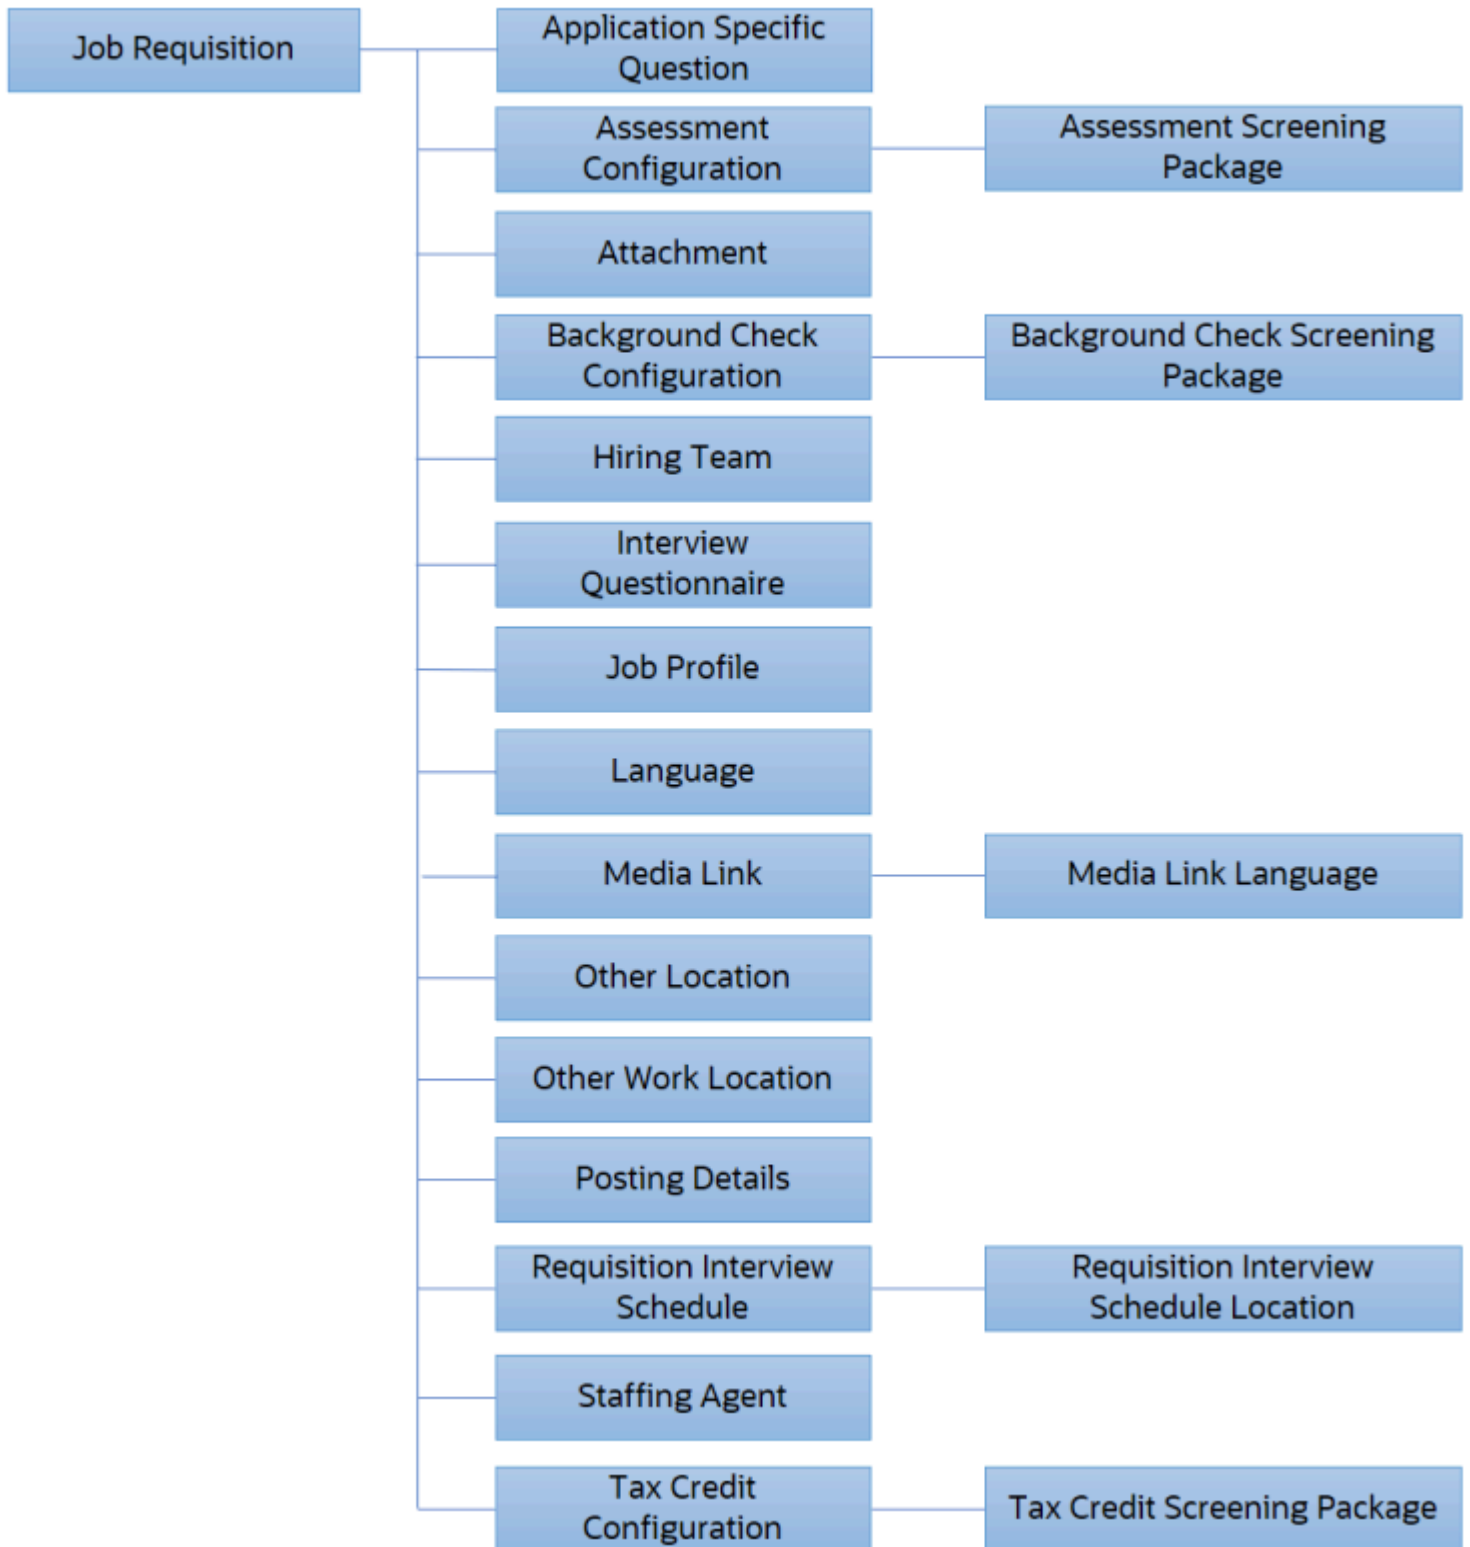 Job Requisition
Application Specific
Question
Assessment
Configuration
Assessment Screening
Package
Attachment
Background Check
Configuration
Background Check Screening
Package
Hiring Team
Interview
Questionnaire
Job Profile
Language
Media Link
Media Link Language
Other Location
Other Work Location
Posting Details
Requisition Interview
Schedule
Requisition Interview
Schedule Location
Staffing Agent
Tax Credit
Configuration
Tax Credit Screening Package